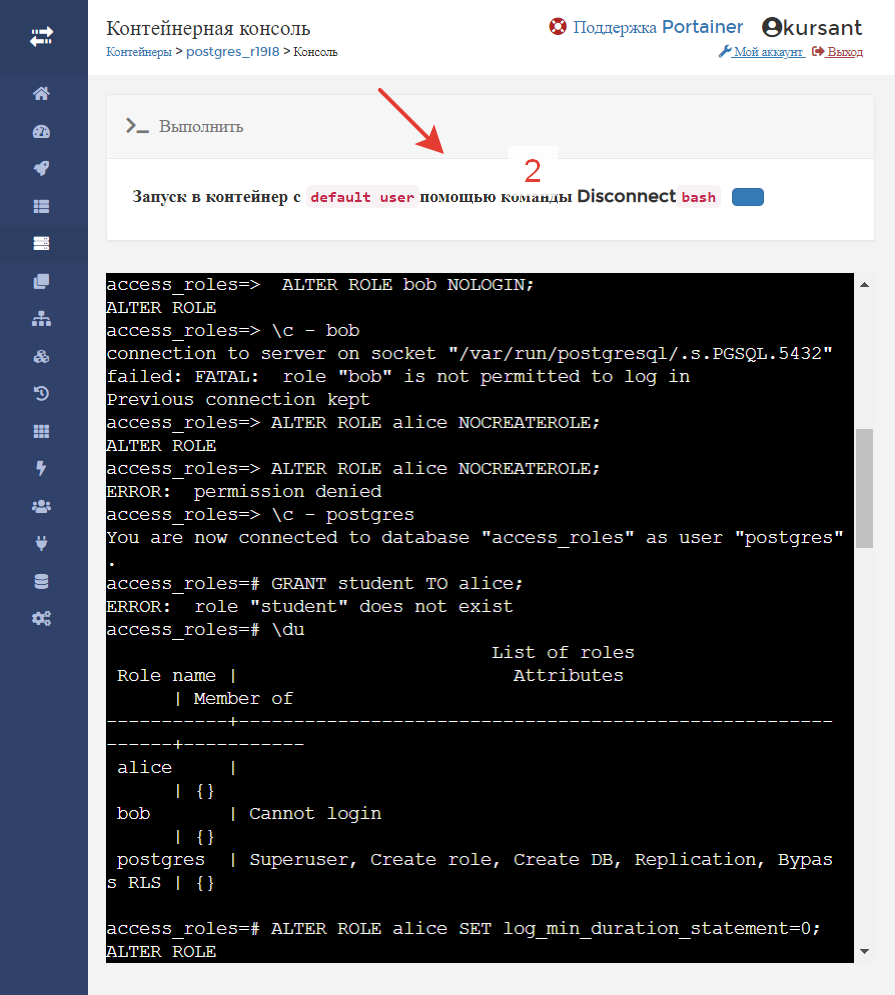 Контейнерная консоль
Поддержка Portainer
kursant
Контейнеры > postgres_r19l8 > Консоль
Мой аккаунт Выход
>_ Выполнить
2
Запуск в контейнер с default user помощью команды Disconnect bash
access_roles=>  ALTER ROLE bob NOLOGIN;
ALTER ROLE
access_roles=> \c - bob
connection to server on socket "/var/run/postgresql/.s.PGSQL.5432"
failed: FATAL:  role "bob" is not permitted to log in
Previous connection kept
access_roles=> ALTER ROLE alice NOCREATEROLE;
ALTER ROLE
access_roles=> ALTER ROLE alice NOCREATEROLE;
ERROR:  permission denied
access_roles=> \c - postgres
You are now connected to database "access_roles" as user "postgres"
.
access_roles=# GRANT student TO alice;
ERROR:  role "student" does not exist
access_roles=# \du
List of roles
Role name | Attributes
| Member of
-----------+------------------------------------------------------
------+-----------
alice |
| {}
bob | Cannot login
| {}
postgres | Superuser, Create role, Create DB, Replication, Bypas
s RLS | {}
access_roles=# ALTER ROLE alice SET log_min_duration_statement=0;
ALTER ROLE